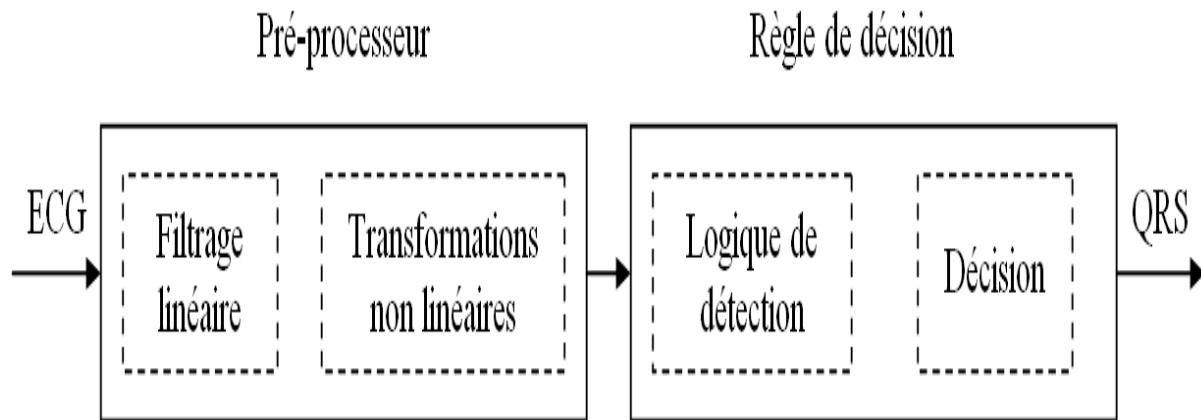 Pré-processeur
Règle de décision
ECG
Filtrage
linéaire
Transformations
non linéaires
Logique de
détection
Décision
QRS